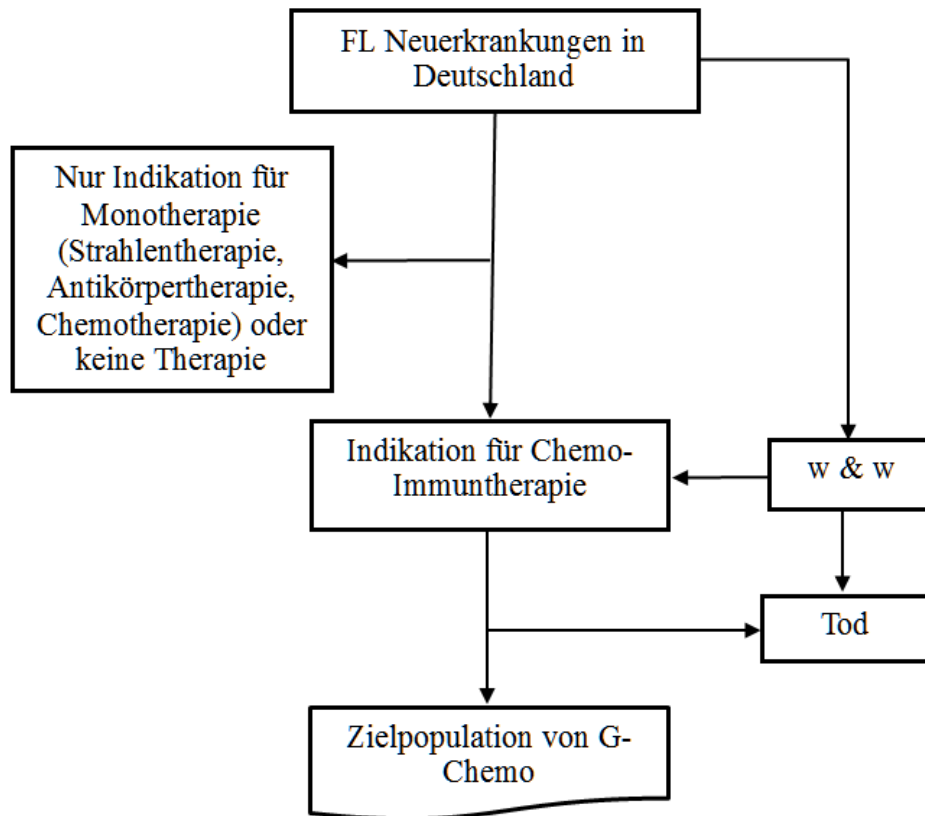 FL Neuerkrankungen in
Deutschland
Nur Indikation für
Monotherapie
(Strahlentherapie,
Antikörpertherapie,
Chemotherapie) oder
keine Therapie
Indikation für Chemo-
Immuntherapie
w & w
Tod
Zielpopulation von G-
Chemo